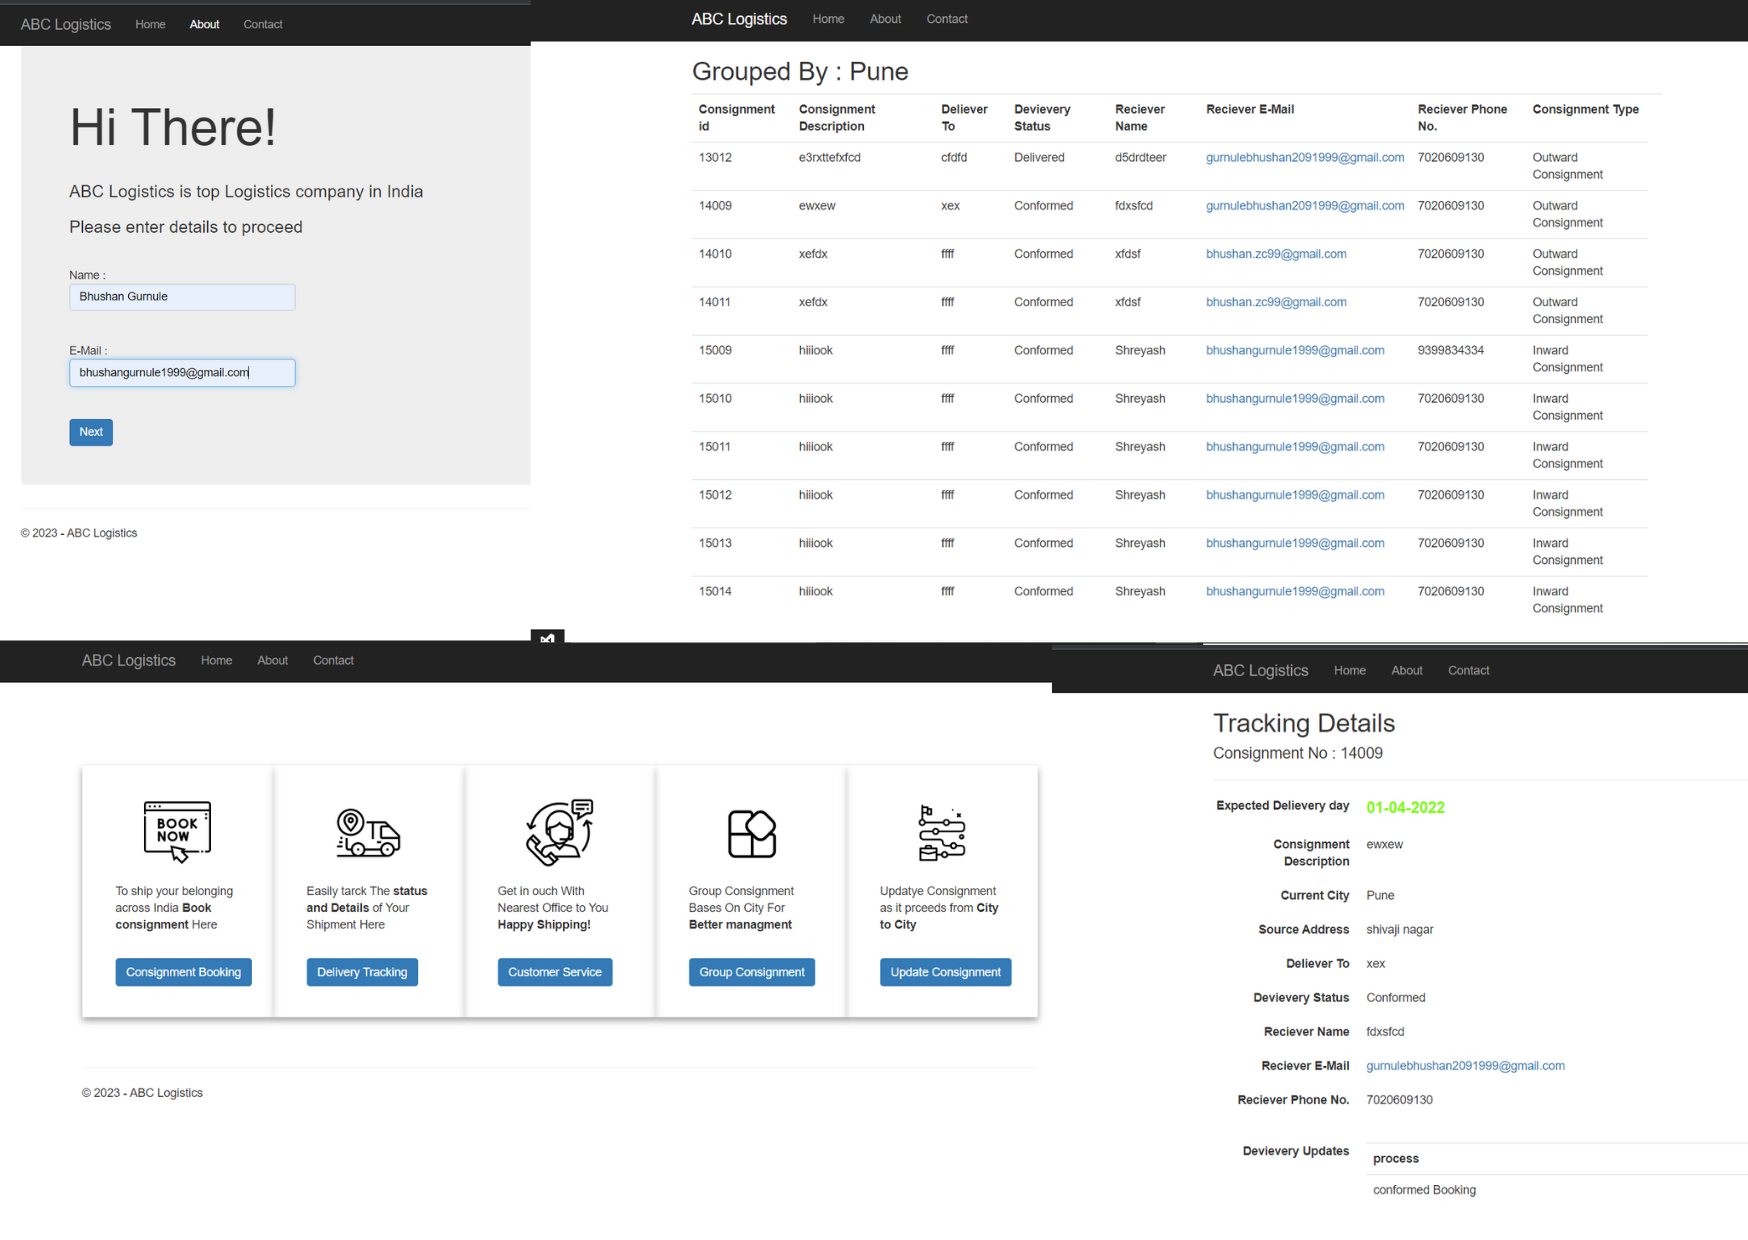 ABC Logistics Home About Contact
Hi There!
ABC Logistics is top Logistics company in India
Please enter details to proceed
Name :
Bhushan Gurnule
E-Mail :
bhushangurnule1999@gmail.com
Next
© 2023 - ABC Logistics
ABC Logistics Home About Contact
Grouped By : Pune
Consignment id Consignment Description Deliever To Devievery Status Reciever Name Reciever E-Mail Reciever Phone No. Consignment Type
13012 e3rxttefxfcd cfdfd Delivered d5drdteer gurnulebhushan2091999@gmail.com 7020609130 Outward Consignment
14009 ewxew xex Conformed fdxsfcd gurnulebhushan2091999@gmail.com 7020609130 Outward Consignment
14010 xefdx ffff Conformed xfdsf bhushan.zc99@gmail.com 7020609130 Outward Consignment
14011 xefdx ffff Conformed xfdsf bhushan.zc99@gmail.com 7020609130 Outward Consignment
15009 hiiiook ffff Conformed Shreyash bhushangurnule1999@gmail.com 9399834334 Inward Consignment
15010 hiiiook ffff Conformed Shreyash bhushangurnule1999@gmail.com 7020609130 Inward Consignment
15011 hiiiook ffff Conformed Shreyash bhushangurnule1999@gmail.com 7020609130 Inward Consignment
15012 hiiiook ffff Conformed Shreyash bhushangurnule1999@gmail.com 7020609130 Inward Consignment
15013 hiiiook ffff Conformed Shreyash bhushangurnule1999@gmail.com 7020609130 Inward Consignment
15014 hiiiook ffff Conformed Shreyash bhushangurnule1999@gmail.com 7020609130 Inward Consignment
ABC Logistics Home About Contact
BOOK
NOW
To ship your belonging
across India Book
consignment Here
Consignment Booking
Easily tarck The status
and Details of Your
Shipment Here
Delivery Tracking
Get in ouch With
Nearest Office to You
Happy Shipping!
Customer Service
Group Consignment
Bases On City For
Better managment
Group Consignment
Updatye Consignment
as it prceeds from City
to City
Update Consignment
© 2023 - ABC Logistics
ABC Logistics Home About Contact
Tracking Details
Consignment No : 14009
Expected Delievery day 01-04-2022
Consignment Description ewxew
Current City Pune
Source Address shivaji nagar
Deliever To xex
Devievery Status Conformed
Reciever Name fdxsfcd
Reciever E-Mail gurnulebhushan2091999@gmail.com
Reciever Phone No. 7020609130
Devievery Updates process
conformed Booking